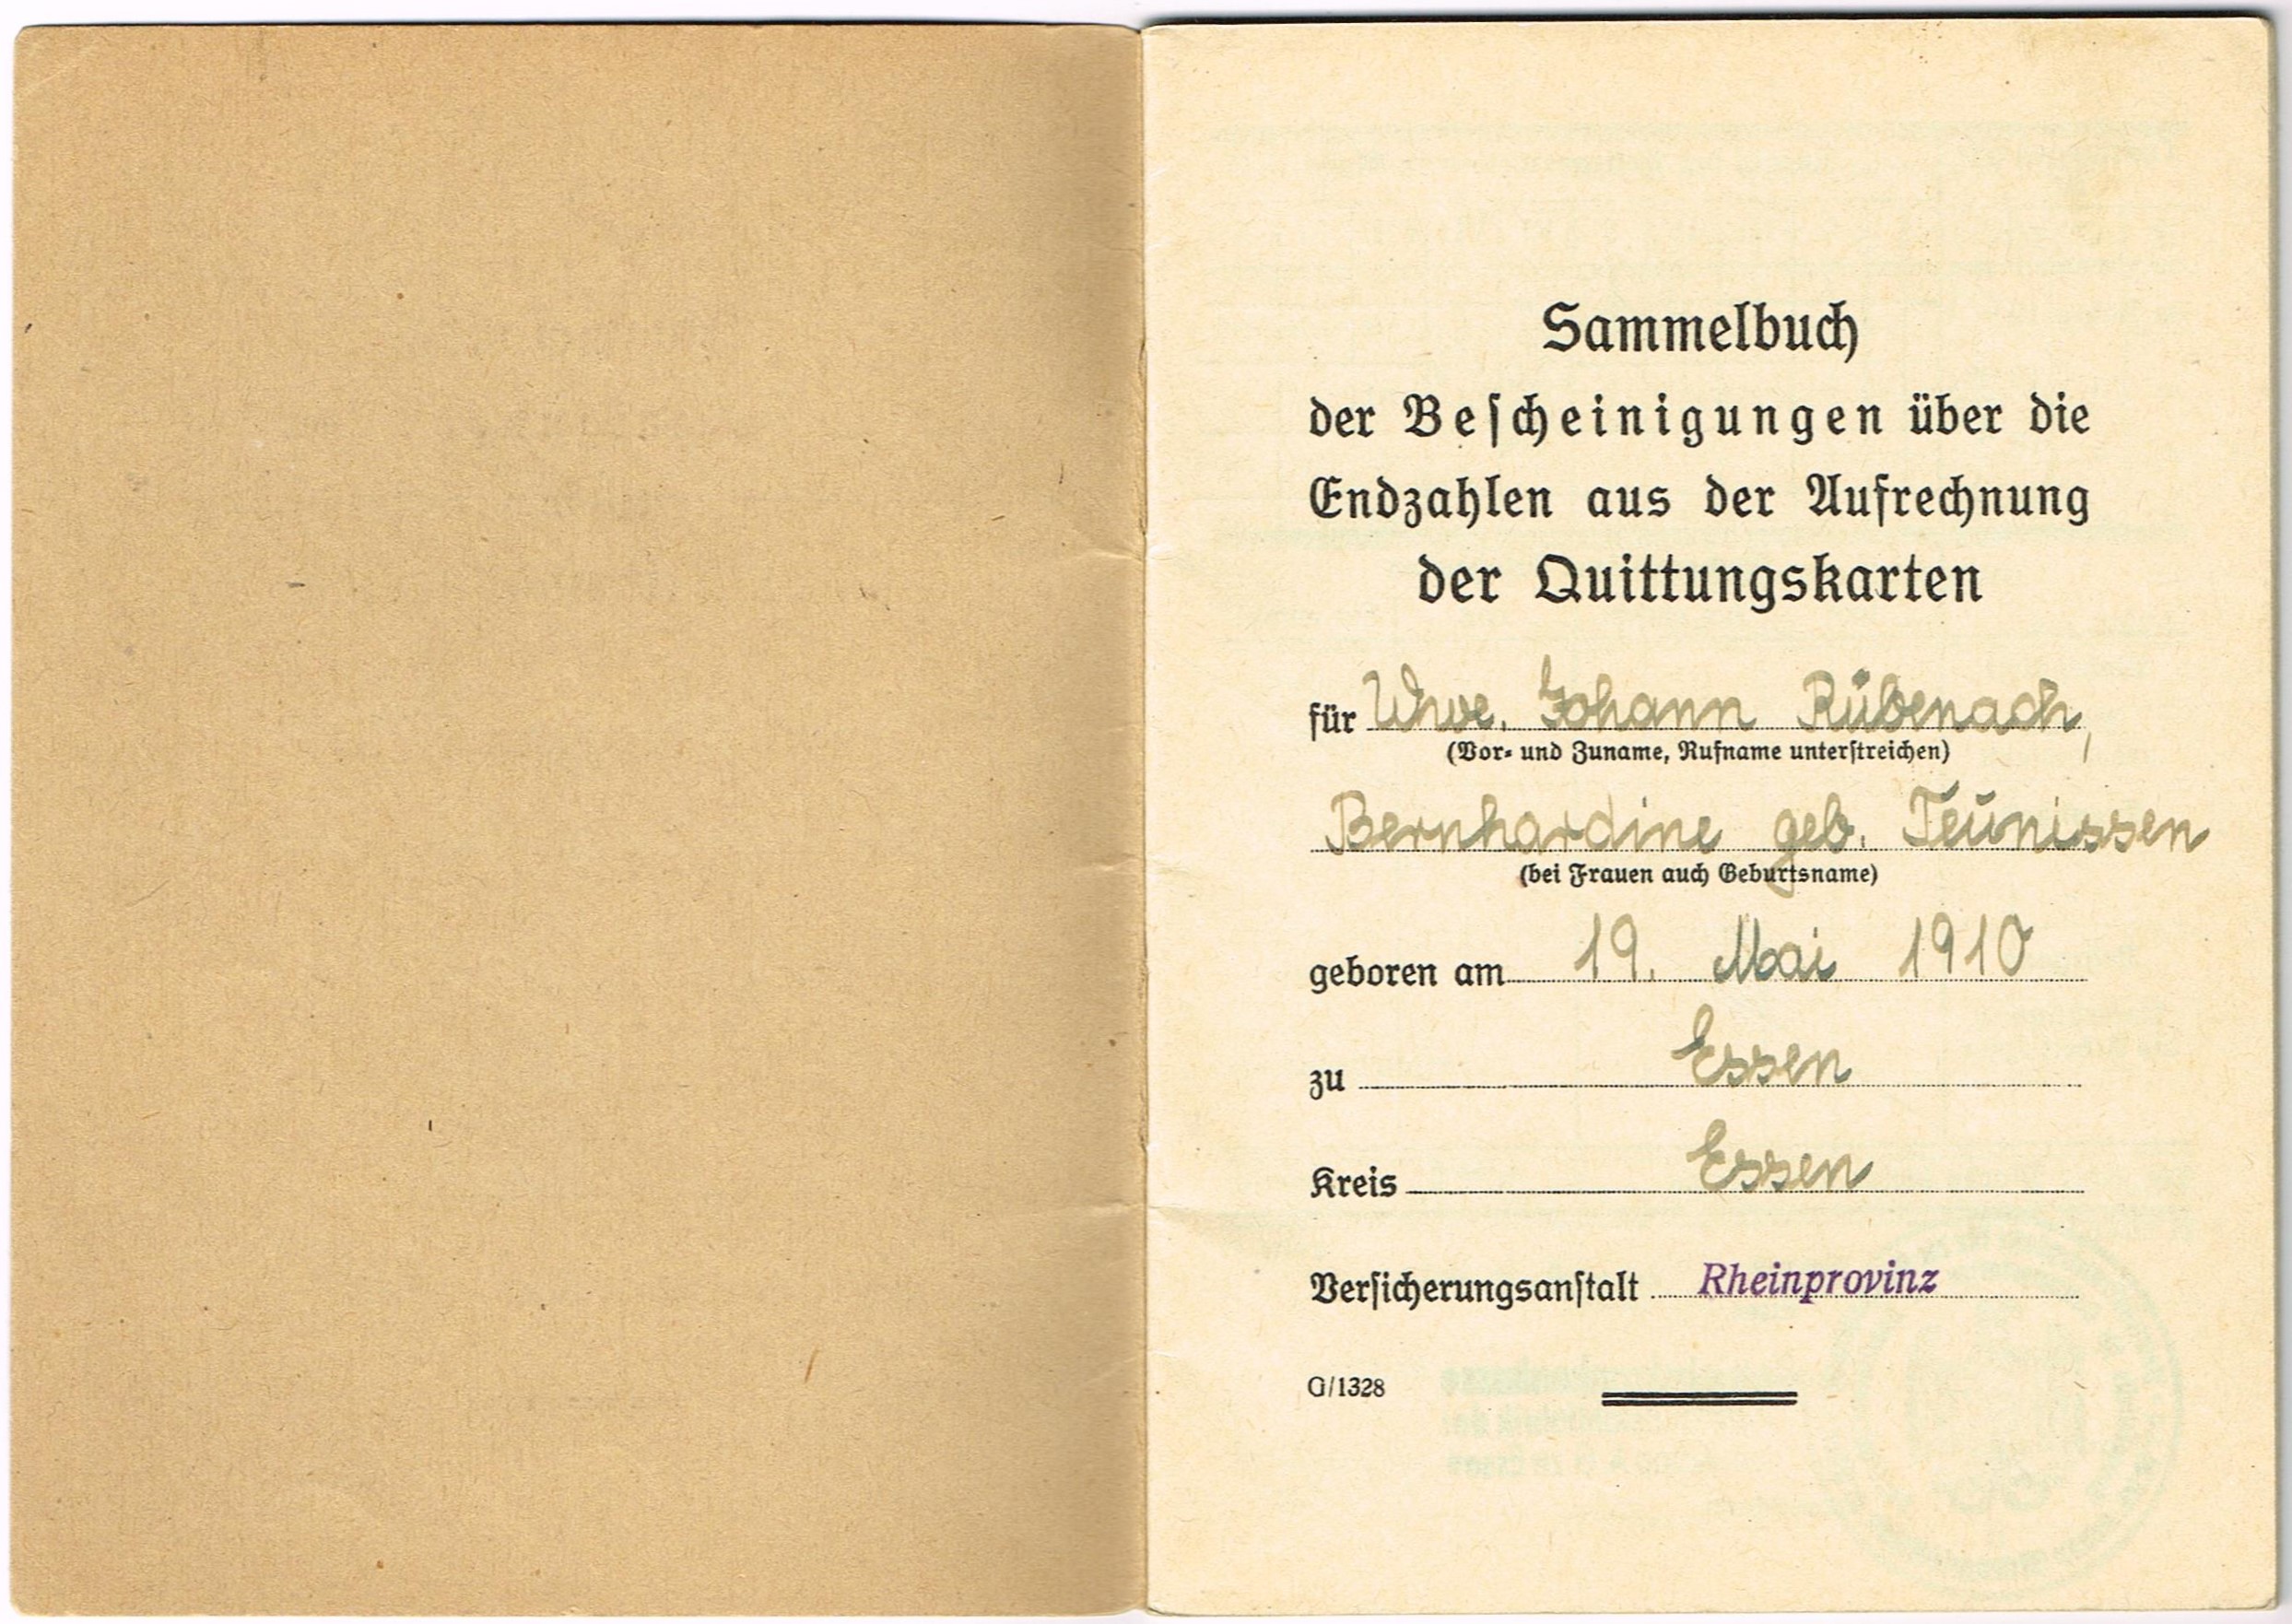 Sammelbuch
der Bescheinigungen über die
Endzahlen aus der Aufrechnung
der Quittungskarten
für Wwe. Johann Rübenach,
(Vor- und Zuname, Rufname unterstreichen)
Bernhardine geb. Teunissen
(bei Frauen auch Geburtsname)
geboren am 19. Mai 1910
zu Essen
Kreis Essen
Versicherungsanstalt Rheinprovinz
G/1328